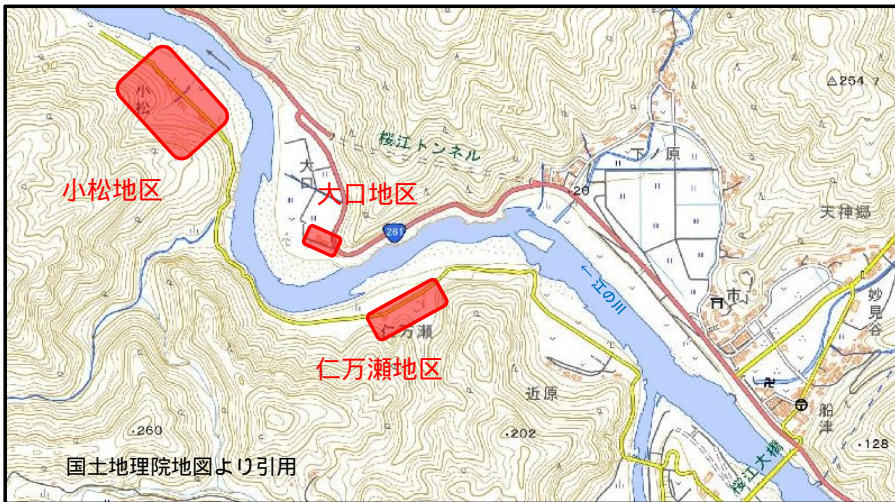 100
小松
小松地区
大口
大口地区
桜江トンネル
150
下ノ原
△254.7
・20
天神郷
261
← 江の川
市
妙見谷
仁万瀬
仁万瀬地区
近原
・260
・202
船津
・128
桜江大橋
国土地理院地図より引用